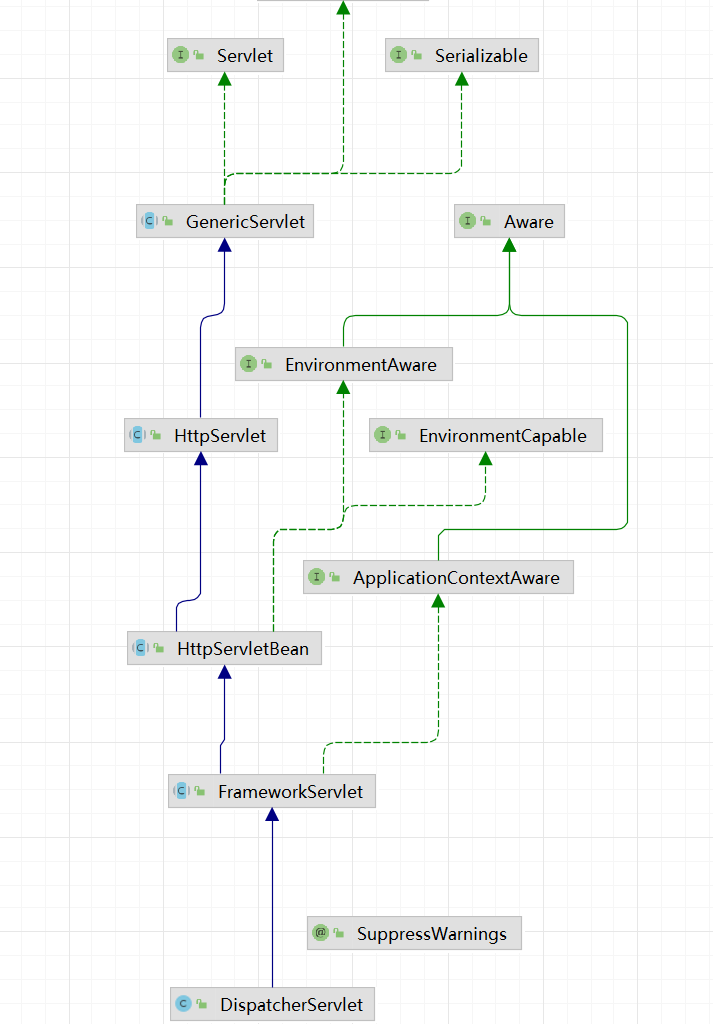 Servlet
Serializable
GenericServlet
Aware
EnvironmentAware
HttpServlet
EnvironmentCapable
ApplicationContextAware
HttpServletBean
FrameworkServlet
SuppressWarnings
DispatcherServlet